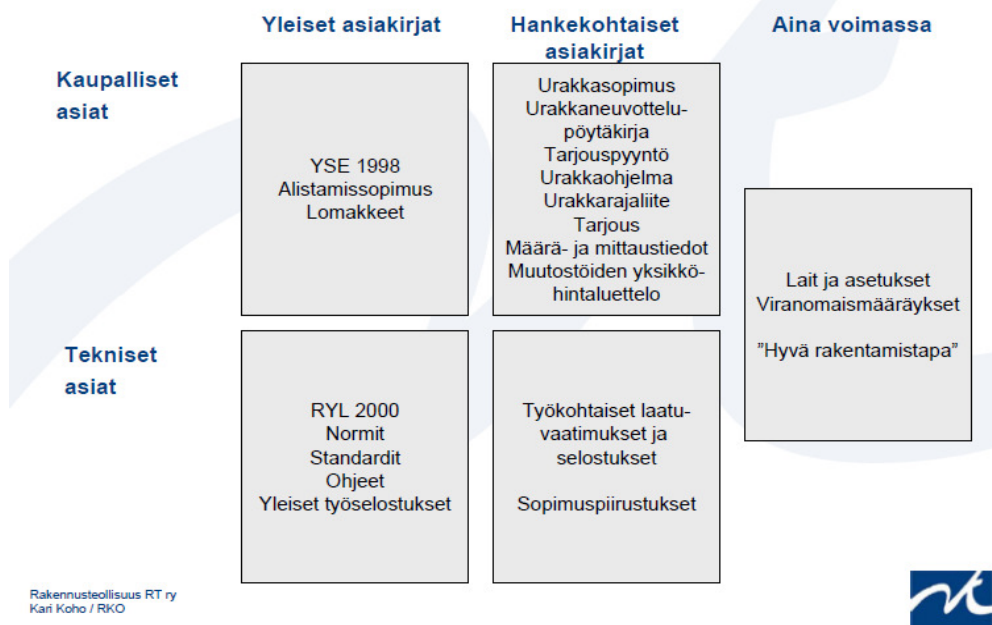 Yleiset asiakirjat
Hankekohtaiset
asiakirjat
Aina voimassa
Kaupalliset
asiat
YSE 1998
Alistamissopimus
Lomakkeet
Urakkasopimus
Urakkaneuvottelu-
pöytäkirja
Tarjouspyyntö
Urakkaohjelma
Urakkarajaliite
Tarjous
Määrä- ja mittaustiedot
Muutostöiden yksikkö-
hintaluettelo
Lait ja asetukset
Viranomaismääräykset
"Hyvä rakentamistapa"
Tekniset
asiat
RYL 2000
Normit
Standardit
Ohjeet
Yleiset työselostukset
Työkohtaiset laatu-
vaatimukset ja
selostukset
Sopimuspiirustukset
Rakennusteollisuus RT ry
Kari Koho / RKO
rt